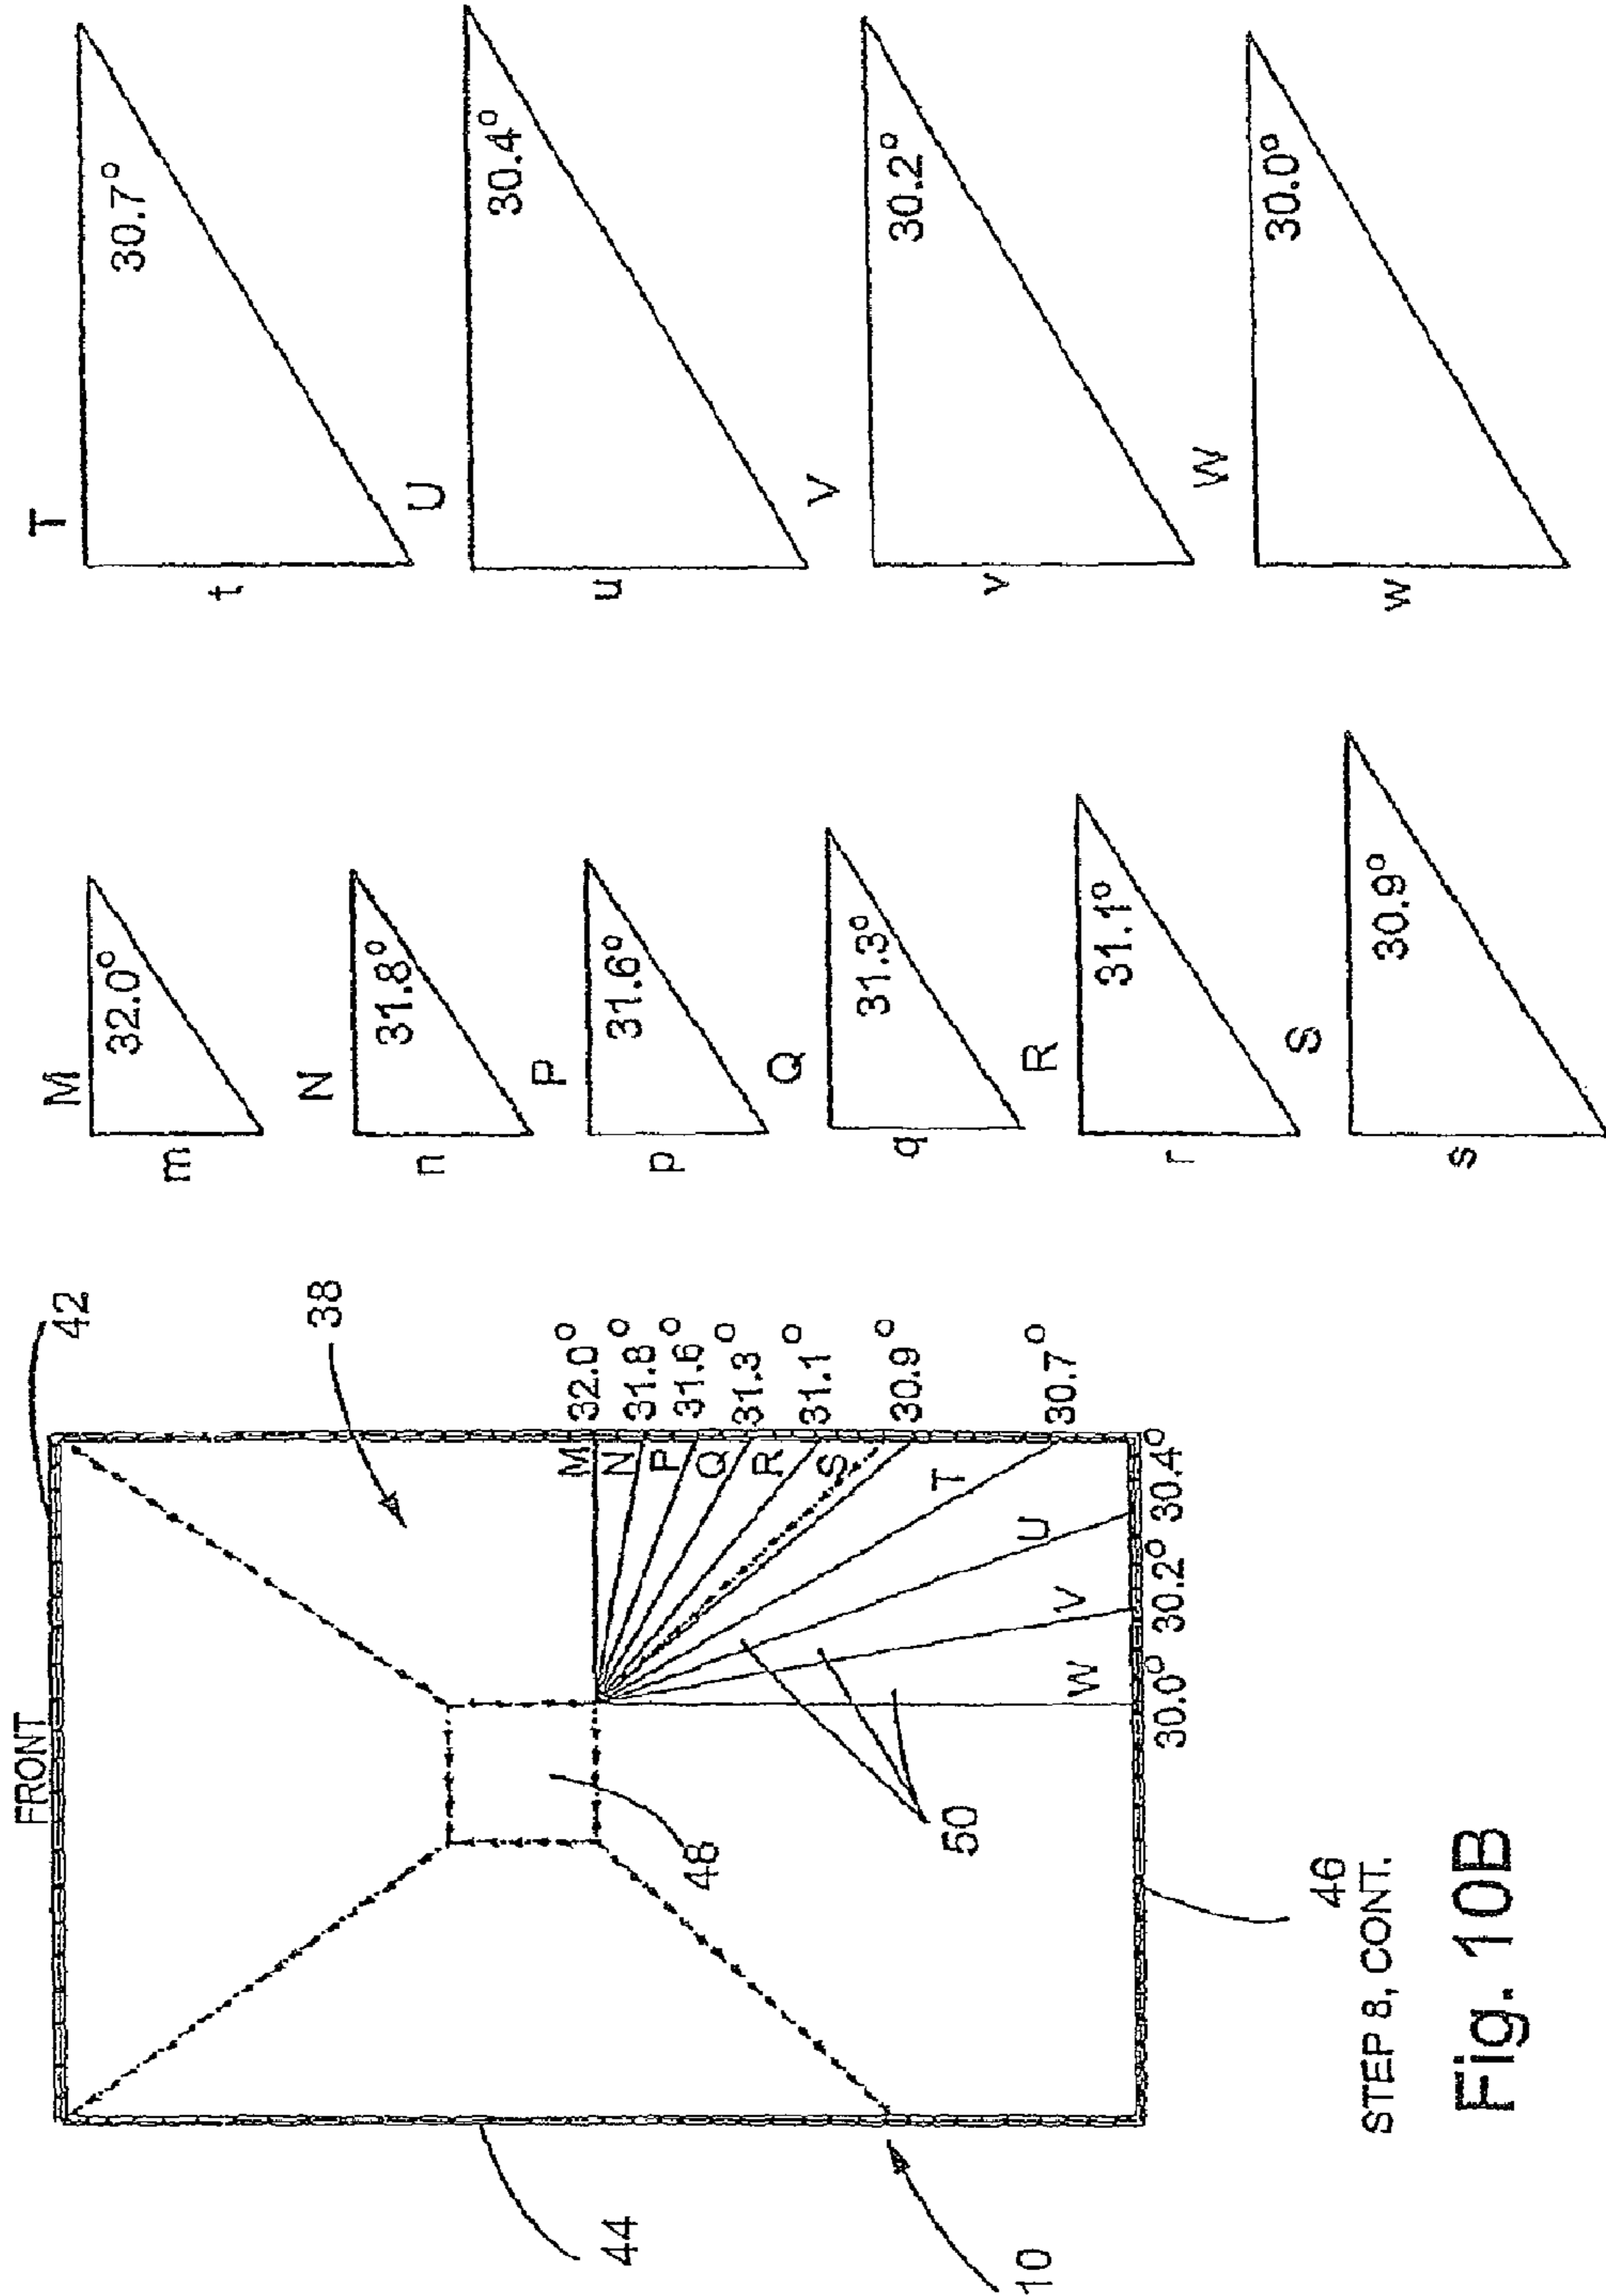 FRONT
42
38
44
10
48
50
46
M 32.0°
N 31.8°
P 31.6°
Q 31.3°
R 31.1°
S 30.9°
T 30.7°
U 30.4°
V 30.2°
W 30.0°
M
32.0°
m
N
31.8°
n
P
31.6°
p
Q
31.3°
q
R
31.1°
r
S
30.9°
s
T
30.7°
t
U
30.4°
u
V
30.2°
v
W
30.0°
w
STEP 8, CONT.
Fig. 10B